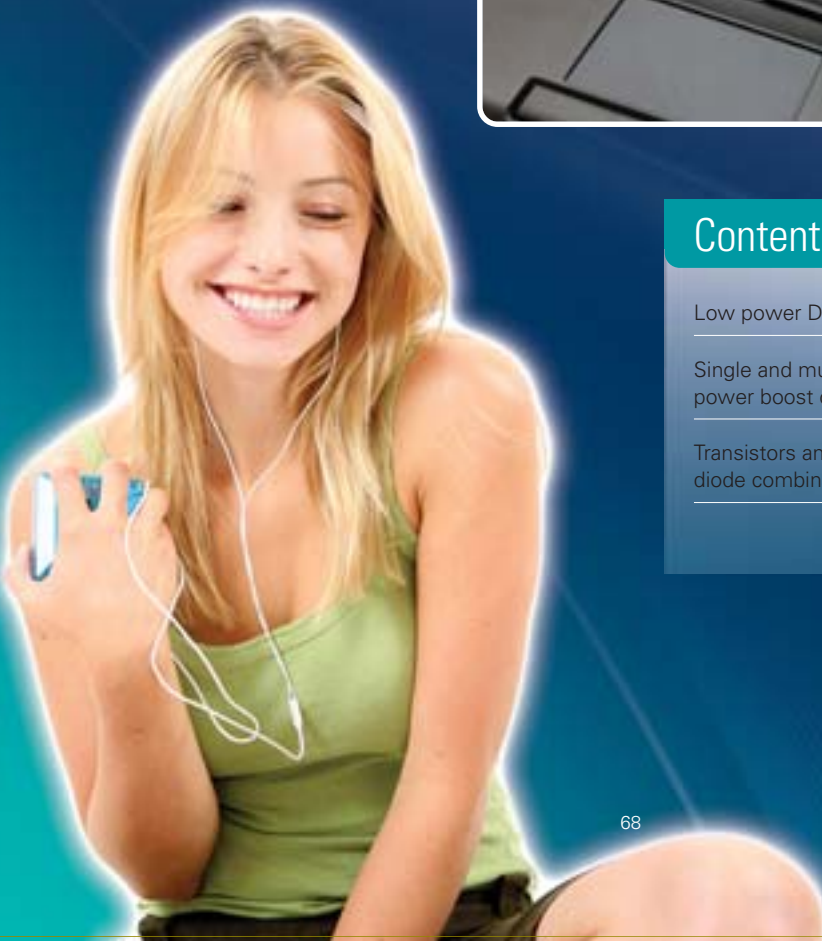 Content
Low power D
Single and mu
power boost
Transistors an
diode combin
68